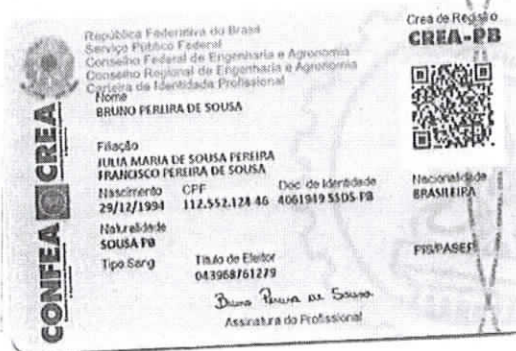 República Federativa do Brasil
Serviço Público Federal
Conselho Federal de Engenharia e Agronomia
Conselho Regional de Engenharia e Agronomia
Carteira de Identidade Profissional
Crea de Registro
CREA-PB
Nome
BRUNO PEREIRA DE SOUSA
Filiação
JULIA MARIA DE SOUSA PEREIRA
FRANCISCO PEREIRA DE SOUSA
Nascimento CPF Doc. de Identidade Nacionalidade
29/12/1994 112.552.124-46 4061949 SSDS-PB BRASILEIRA
Naturalidade
SOUSA PB
Tipo Sang Título de Eleitor PIS/PASEP
043968761279
Bruno Pereira de Sousa
Assinatura do Profissional
CONFEA CREA